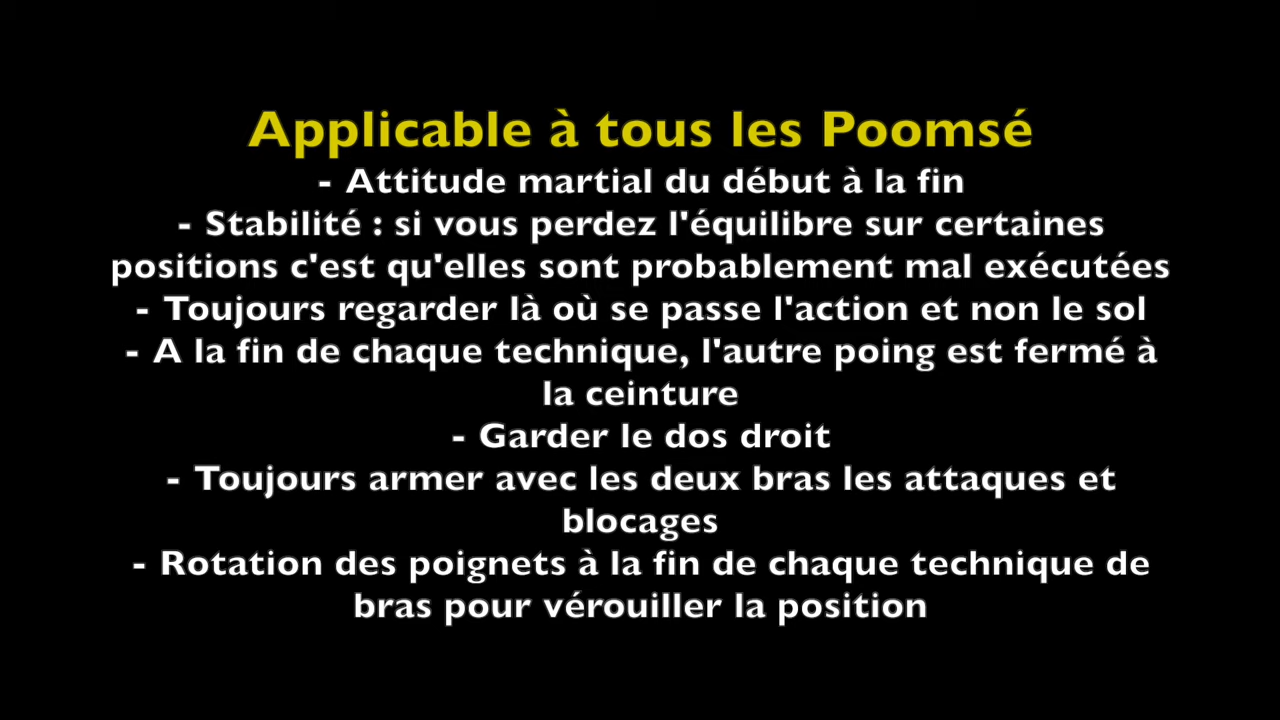 Applicable à tous les Poomsé
- Attitude martial du début à la fin
- Stabilité : si vous perdez l'équilibre sur certaines
positions c'est qu'elles sont probablement mal exécutées
- Toujours regarder là où se passe l'action et non le sol
- A la fin de chaque technique, l'autre poing est fermé à
la ceinture
- Garder le dos droit
- Toujours armer avec les deux bras les attaques et
blocages
- Rotation des poignets à la fin de chaque technique de
bras pour vérouiller la position